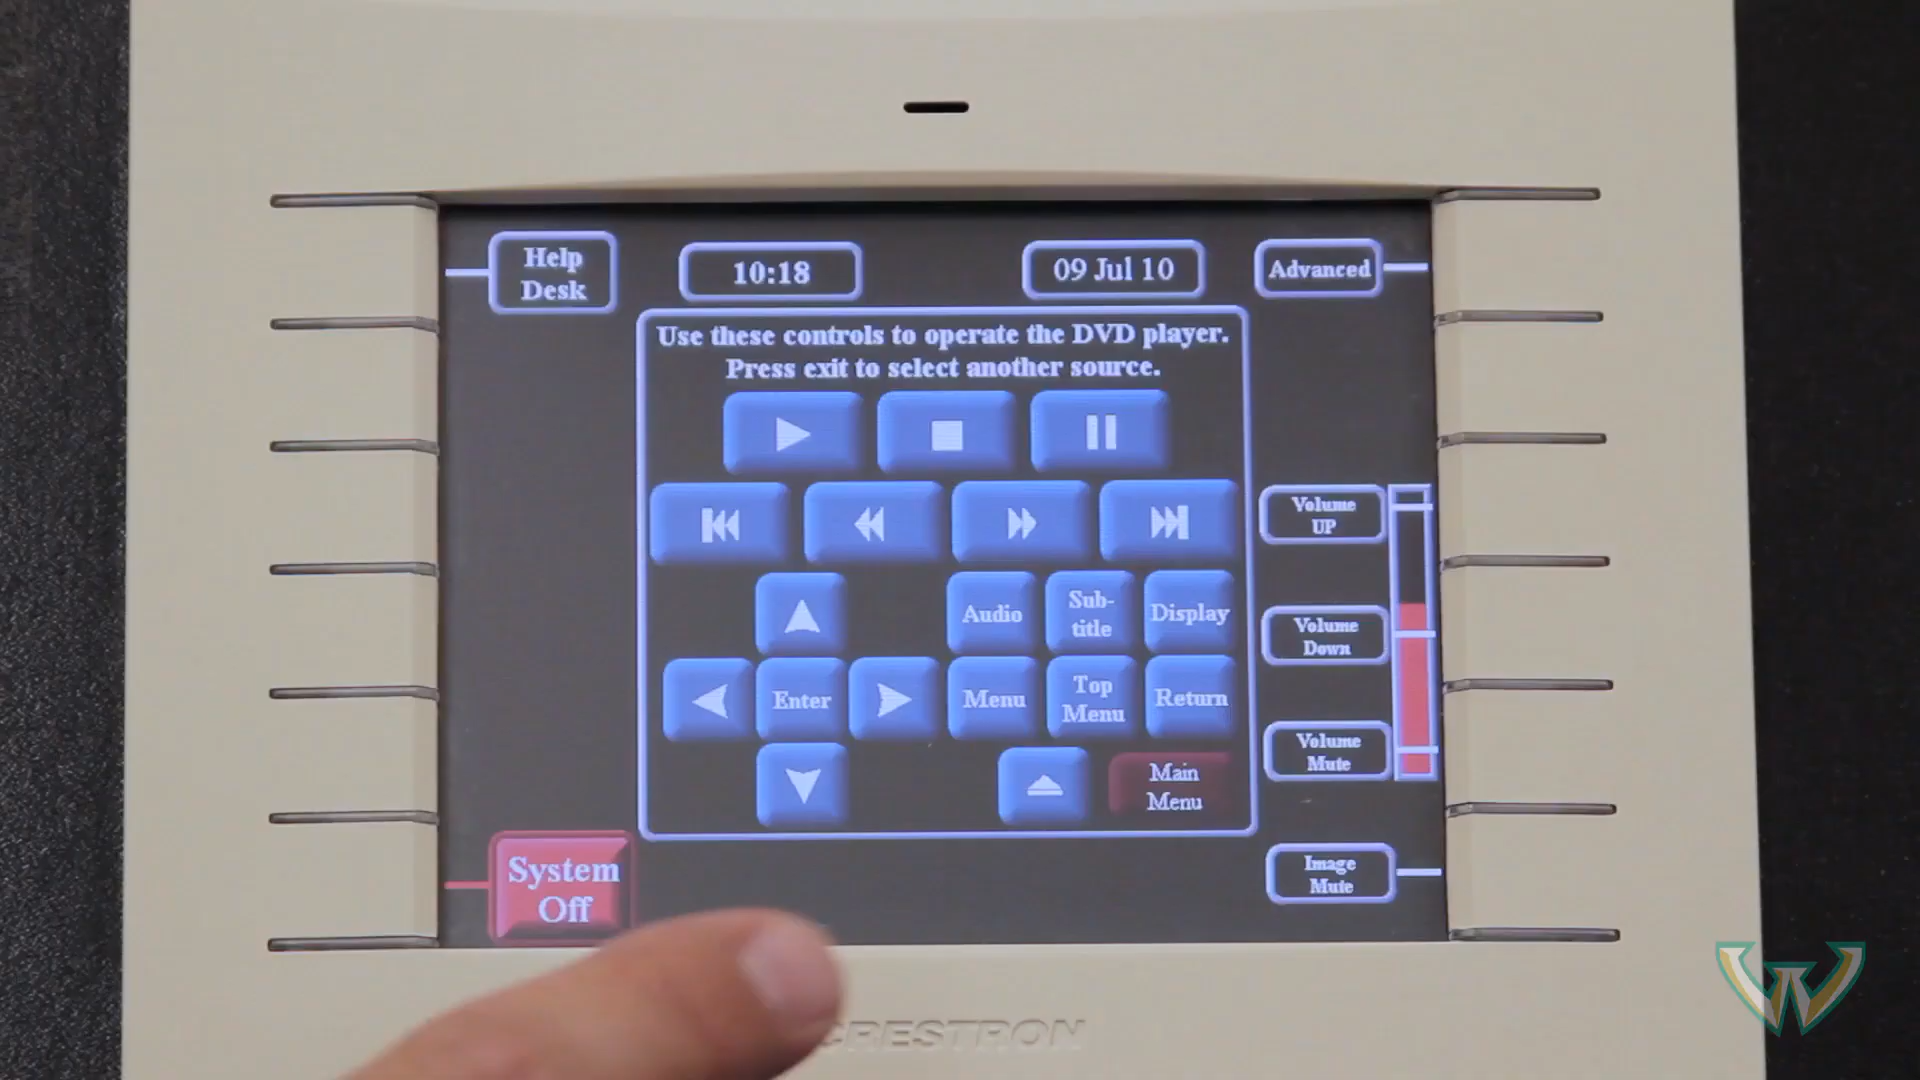 Help
Desk
10:18
09 Jul 10
Advanced
Use these controls to operate the DVD player.
Press exit to select another source.
Volume
UP
Audio
Sub-
title
Display
Volume
Down
Enter
Menu
Top
Menu
Return
Volume
Mute
Main
Menu
System
Off
Image
Mute
CRESTRON
W